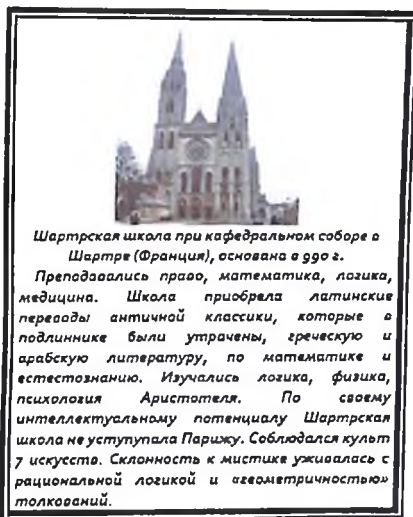 Шартрская школа при кафедральном соборе в
Шартре (Франция), основана в 990 г.
Преподавались право, математика, логика,
медицина. Школа приобрела латинские
переводы античной классики, которые в
подлиннике были утрачены, греческую и
арабскую литературу, по математике и
естествознанию. Изучались логика, физика,
психология Аристотеля. По своему
интеллектуальному потенциалу Шартрская
школа не уступутала Парижу. Соблюдался культ
7 искусств. Склонность к мистике уживалась с
рациональной логикой и «геометричностью»
толкований.